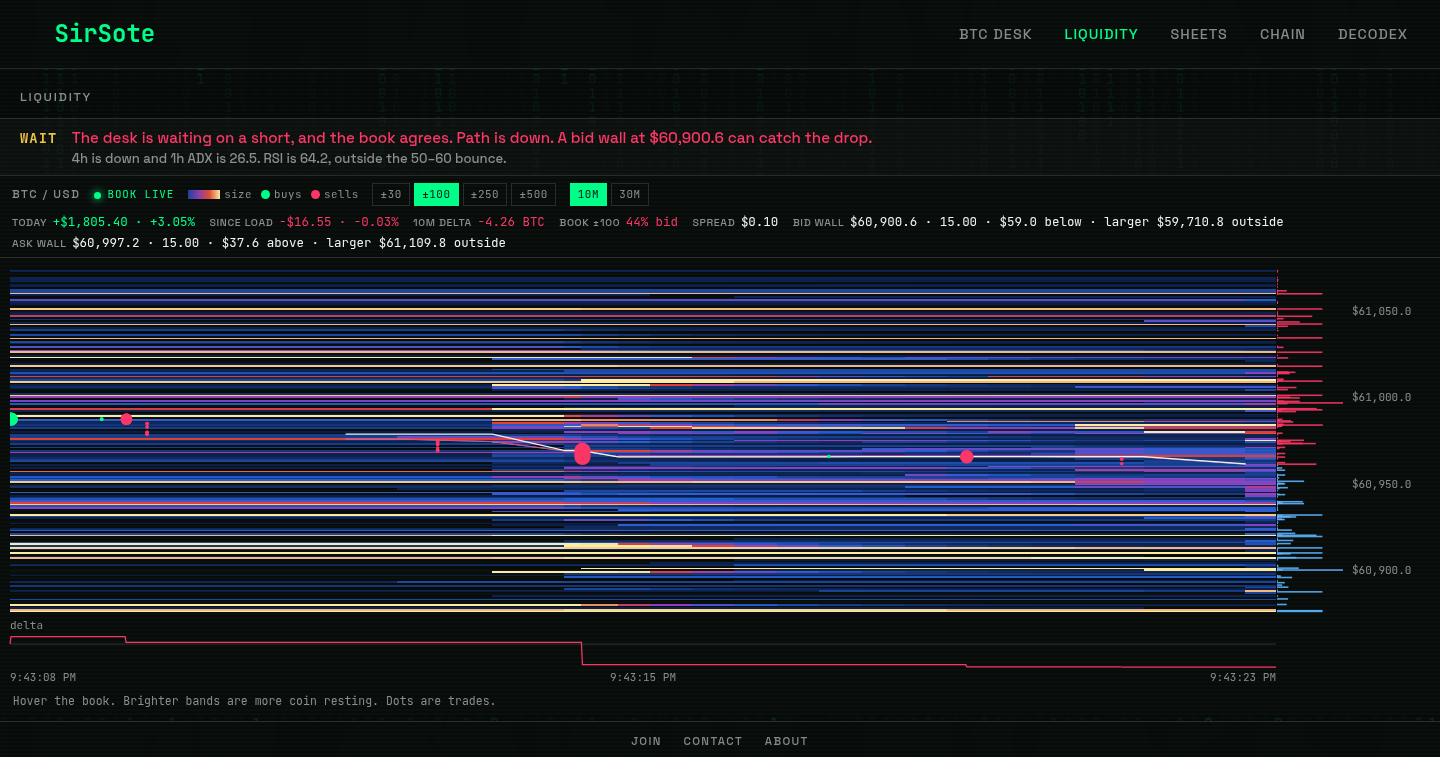 SirSote
BTC DESK LIQUIDITY SHEETS CHAIN DECODEX
LIQUIDITY
WAIT The desk is waiting on a short, and the book agrees. Path is down. A bid wall at $60,900.6 can catch the drop.
4h is down and 1h ADX is 26.5. RSI is 64.2, outside the 50–60 bounce.
BTC / USD BOOK LIVE size buys sells ±30 ±100 ±250 ±500 10M 30M
TODAY +$1,805.40 · +3.05% SINCE LOAD -$16.55 · -0.03% 10M DELTA -4.26 BTC BOOK ±100 44% bid SPREAD $0.10 BID WALL $60,900.6 · 15.00 · $59.0 below · larger $59,710.8 outside
ASK WALL $60,997.2 · 15.00 · $37.6 above · larger $61,109.8 outside
$61,050.0
$61,000.0
$60,950.0
$60,900.0
delta
9:43:08 PM 9:43:15 PM 9:43:23 PM
Hover the book. Brighter bands are more coin resting. Dots are trades.
JOIN CONTACT ABOUT